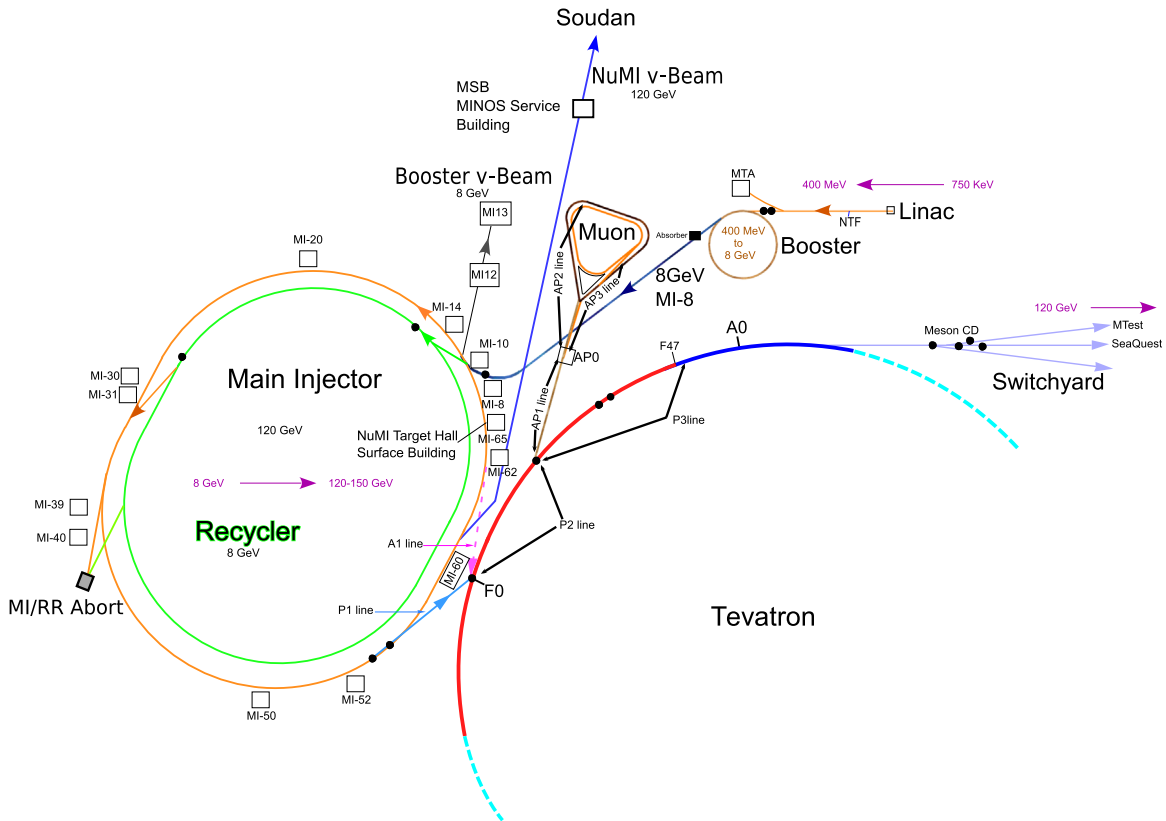 Soudan
NuMI ν-Beam
120 GeV
MSB
MINOS Service
Building
Booster ν-Beam
8 GeV
MI13
MI12
Muon
AP2 line
AP3 line
Absorber
MTA
400 MeV
750 KeV
NTF
Linac
400 MeV
to
8 GeV
Booster
8GeV
MI-8
MI-20
MI-14
MI-10
MI-8
MI-30
MI-31
Main Injector
120 GeV
NuMI Target Hall
Surface Building
MI-65
MI-62
8 GeV
120-150 GeV
Recycler
8 GeV
MI-39
MI-40
MI/RR Abort
A1 line
MI-60
P1 line
F0
MI-52
MI-50
AP0
AP1 line
F47
A0
P3line
P2 line
120 GeV
Meson CD
MTest
SeaQuest
Switchyard
Tevatron